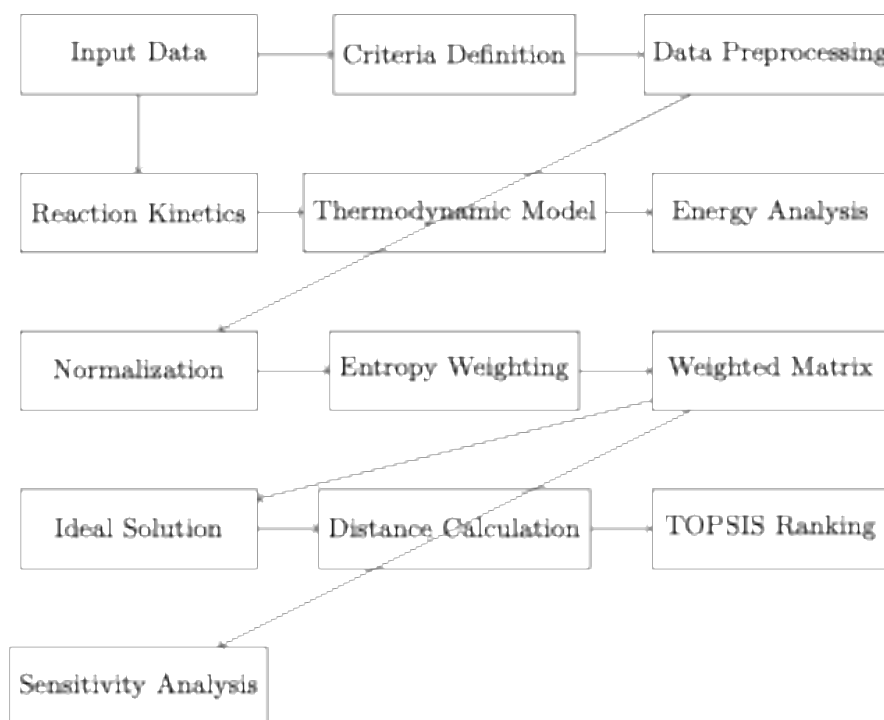 Input Data
Criteria Definition
Data Preprocessing
Reaction Kinetics
Thermodynamic Model
Energy Analysis
Normalization
Entropy Weighting
Weighted Matrix
Ideal Solution
Distance Calculation
TOPSIS Ranking
Sensitivity Analysis